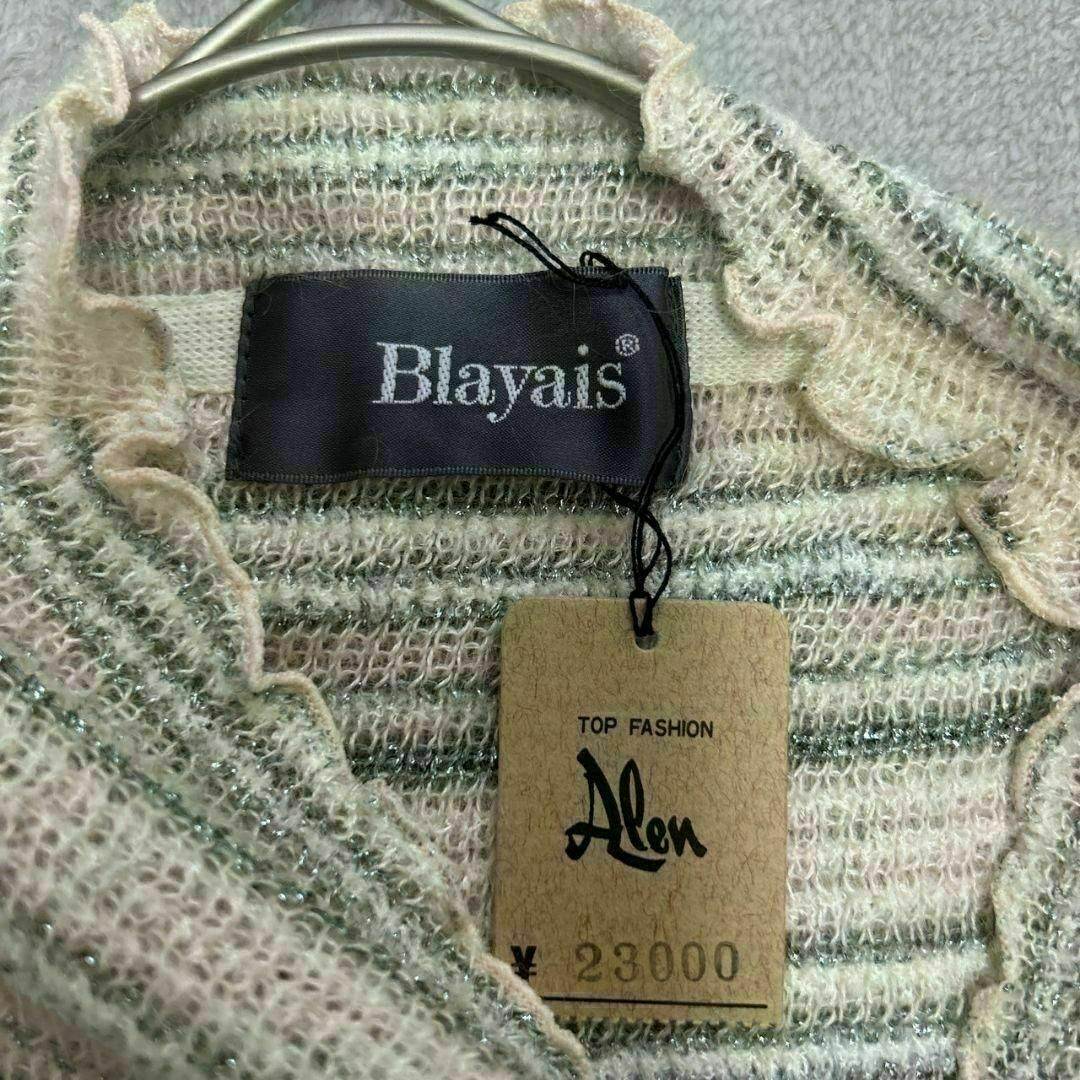 Blayais®
TOP FASHION
Alen
¥ 23000